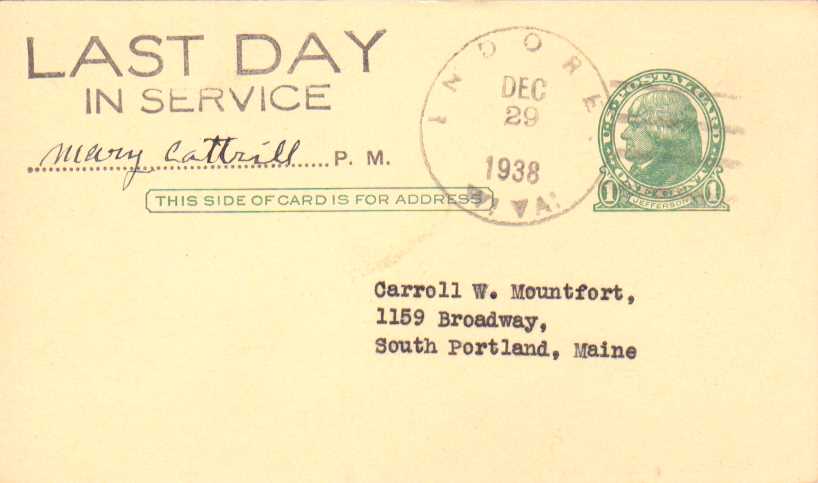 LAST DAY
IN SERVICE
Mary Cottrill P. M.
THIS SIDE OF CARD IS FOR ADDRESS
INDORE
DEC
29
1938
W.VA.
U.S. POSTAL CARD
1 ONE CENT 1
JEFFERSON
Carroll W. Mountfort,
1159 Broadway,
South Portland, Maine